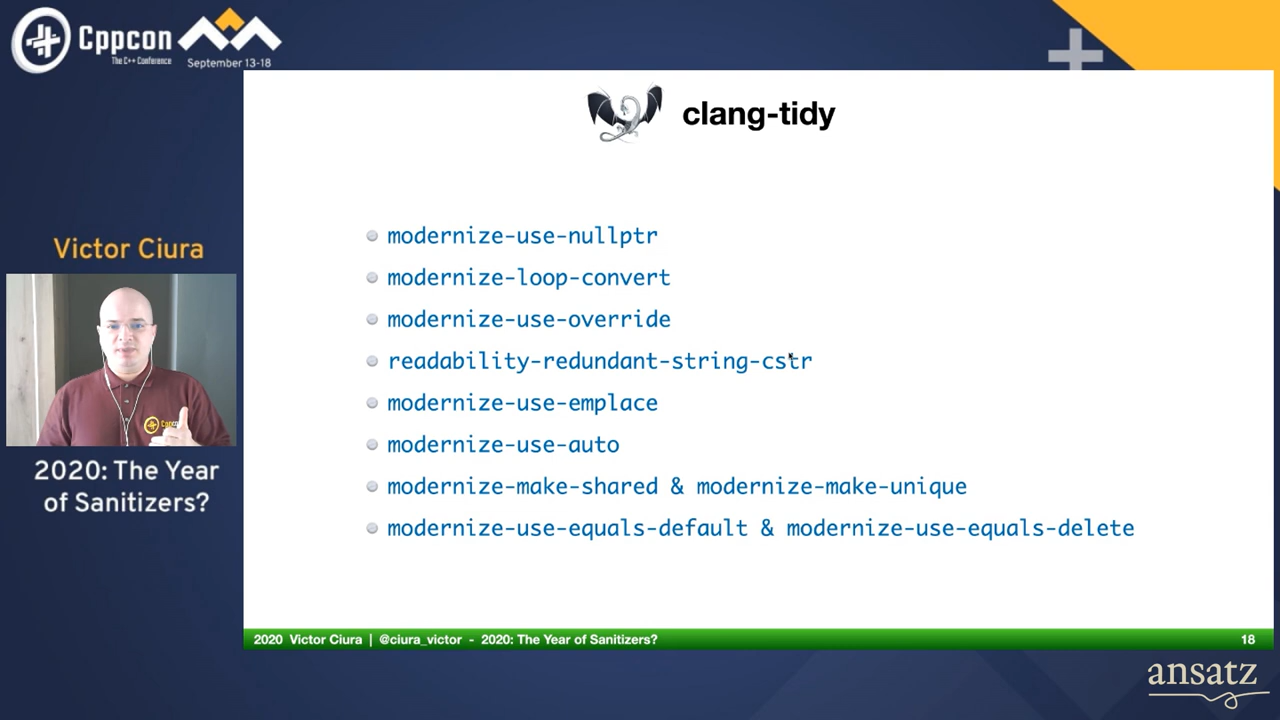 Cppcon
The C++ Conference
September 13-18
clang-tidy
modernize-use-nullptr
modernize-loop-convert
modernize-use-override
readability-redundant-string-cstr
modernize-use-emplace
modernize-use-auto
modernize-make-shared & modernize-make-unique
modernize-use-equals-default & modernize-use-equals-delete
Victor Ciura
Cppcon
2020: The Year
of Sanitizers?
2020 Victor Ciura | @ciura_victor - 2020: The Year of Sanitizers?
18
ansatz